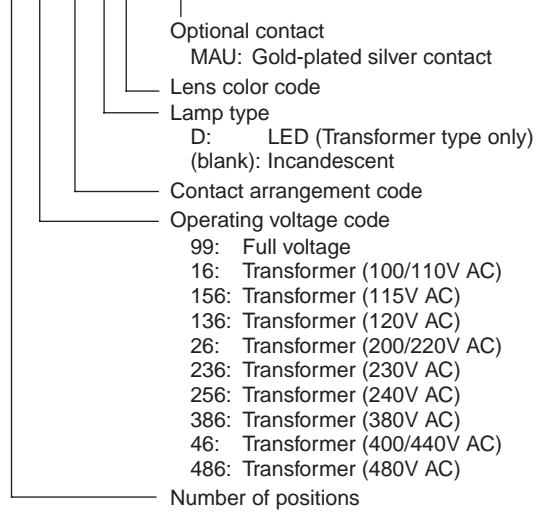 Optional contact
MAU: Gold-plated silver contact
Lens color code
Lamp type
D: LED (Transformer type only)
(blank): Incandescent
Contact arrangement code
Operating voltage code
99: Full voltage
16: Transformer (100/110V AC)
156: Transformer (115V AC)
136: Transformer (120V AC)
26: Transformer (200/220V AC)
236: Transformer (230V AC)
256: Transformer (240V AC)
386: Transformer (380V AC)
46: Transformer (400/440V AC)
486: Transformer (480V AC)
Number of positions